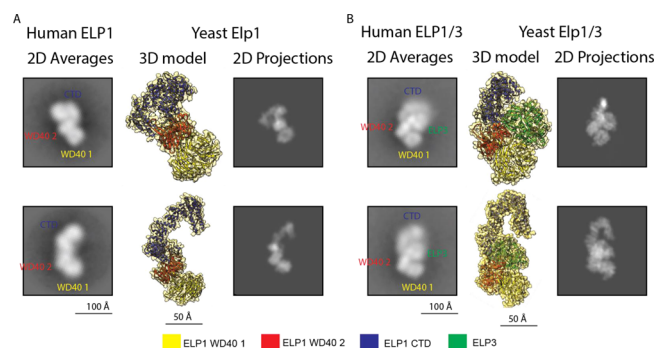 A
Human ELP1
Yeast Elp1
2D Averages
3D model
2D Projections
CTD
WD40 2
WD40 1
CTD
WD40 2
WD40 1
100 Å
50 Å
B
Human ELP1/3
Yeast Elp1/3
2D Averages
3D model
2D Projections
CTD
WD40 2
ELP3
WD40 1
CTD
WD40 2
ELP3
WD40 1
100 Å
50 Å
ELP1 WD40 1
ELP1 WD40 2
ELP1 CTD
ELP3